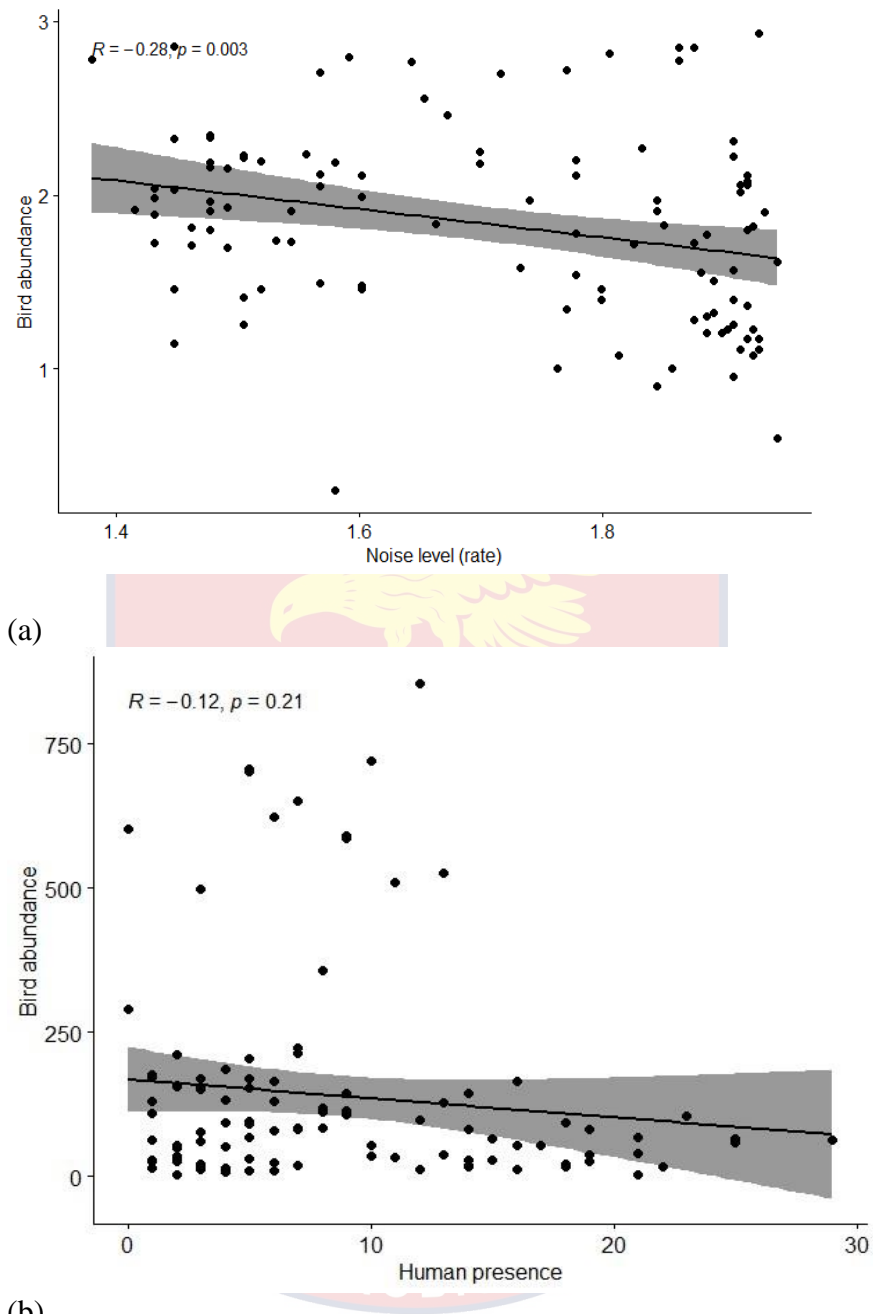 3
R = −0.28, p = 0.003
2
Bird abundance
1
1.4 1.6 1.8
Noise level (rate)
(a)
R = −0.12, p = 0.21
750
500
Bird abundance
250
0
0 10 20 30
Human presence
(b)